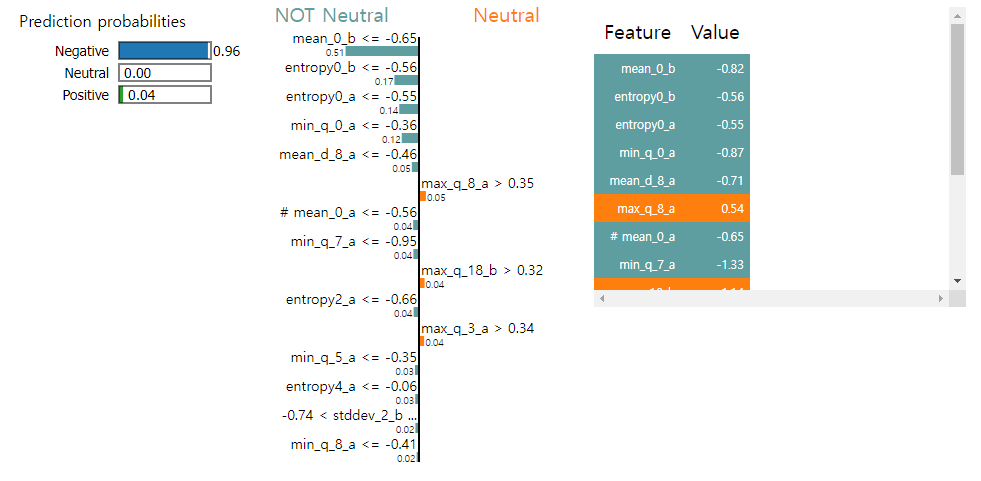 Prediction probabilities
Negative 0.96
Neutral 0.00
Positive 0.04
NOT Neutral Neutral
mean_0_b <= -0.65
0.51
entropy0_b <= -0.56
0.17
entropy0_a <= -0.55
0.14
min_q_0_a <= -0.36
0.12
mean_d_8_a <= -0.46
0.05
max_q_8_a > 0.35
0.05
# mean_0_a <= -0.56
0.04
min_q_7_a <= -0.95
0.04
max_q_18_b > 0.32
0.04
entropy2_a <= -0.66
0.04
max_q_3_a > 0.34
0.04
min_q_5_a <= -0.35
0.03
entropy4_a <= -0.06
0.03
-0.74 < stddev_2_b ...
0.02
min_q_8_a <= -0.41
0.02
Feature Value
mean_0_b -0.82
entropy0_b -0.56
entropy0_a -0.55
min_q_0_a -0.87
mean_d_8_a -0.71
max_q_8_a 0.54
# mean_0_a -0.65
min_q_7_a -1.33